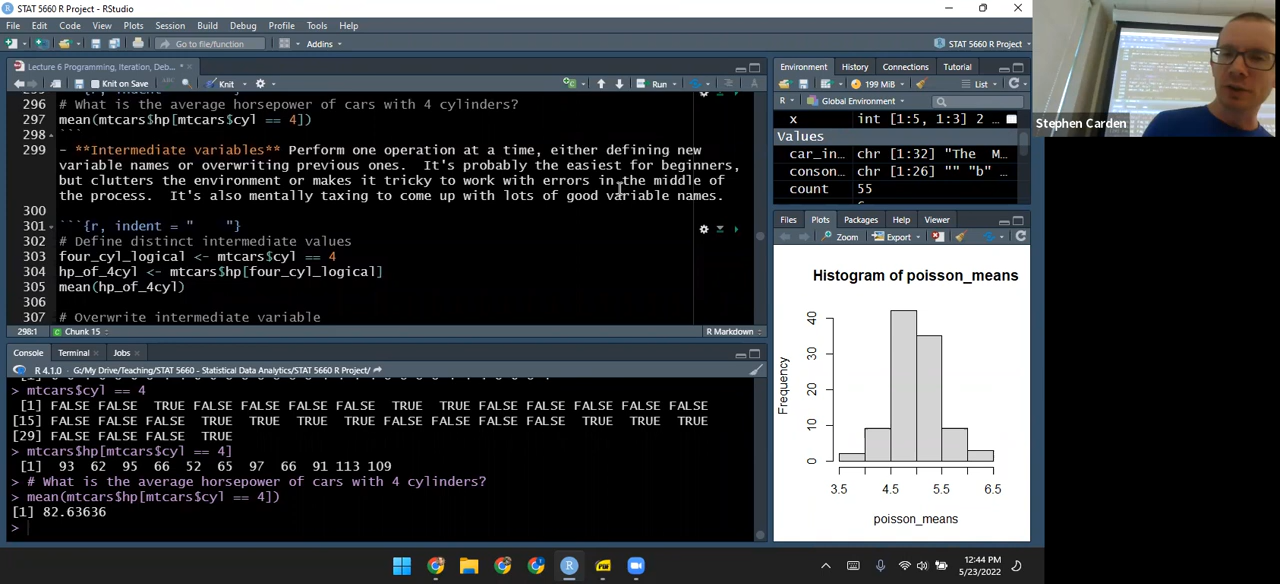 STAT 5660 R Project - RStudio
File Edit Code View Plots Session Build Debug Profile Tools Help
Go to file/function Addins STAT 5660 R Project
Lecture 6 Programming, Iteration, Deb...
Knit on Save Knit Run
296 # What is the average horsepower of cars with 4 cylinders?
297 mean(mtcars$hp[mtcars$cyl == 4])
298 ```
299 - **Intermediate variables** Perform one operation at a time, either defining new
variable names or overwriting previous ones. It's probably the easiest for beginners,
but clutters the environment or makes it tricky to work with errors in the middle of
the process. It's also mentally taxing to come up with lots of good variable names.
300
301 ```{r, indent = "    "}
302 # Define distinct intermediate values
303 four_cyl_logical <- mtcars$cyl == 4
304 hp_of_4cyl <- mtcars$hp[four_cyl_logical]
305 mean(hp_of_4cyl)
306
307 # Overwrite intermediate variable
298:1 Chunk 15 R Markdown
Console Terminal Jobs
R 4.1.0 · G:/My Drive/Teaching/STAT 5660 - Statistical Data Analytics/STAT 5660 R Project/
> mtcars$cyl == 4
[1] FALSE FALSE TRUE FALSE FALSE FALSE FALSE TRUE TRUE FALSE FALSE FALSE FALSE FALSE
[15] FALSE FALSE FALSE TRUE TRUE TRUE TRUE FALSE FALSE FALSE FALSE TRUE TRUE TRUE
[29] FALSE FALSE FALSE TRUE
> mtcars$hp[mtcars$cyl == 4]
[1] 93 62 95 66 52 65 97 66 91 113 109
> # What is the average horsepower of cars with 4 cylinders?
> mean(mtcars$hp[mtcars$cyl == 4])
[1] 82.63636
>
Environment History Connections Tutorial
199 MiB List
R Global Environment
x int [1:5, 1:3] 2 ...
Values
car_in... chr [1:32] "The M...
conson... chr [1:26] "" "b" ...
count 55
Files Plots Packages Help Viewer
Zoom Export
Histogram of poisson_means
Frequency
40
30
20
10
0
3.5 4.5 5.5 6.5
poisson_means
Stephen Carden
12:44 PM
5/23/2022